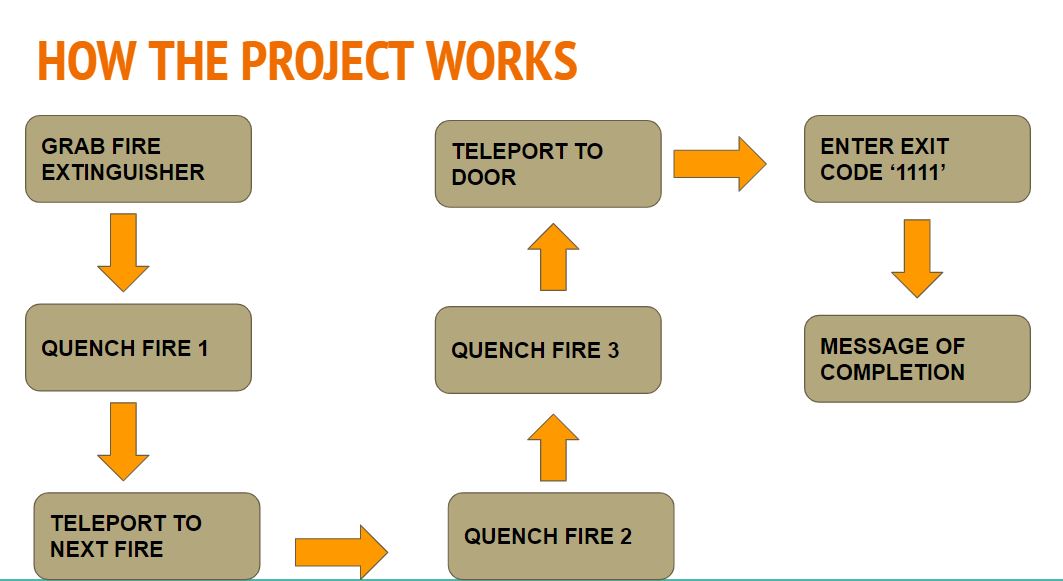 HOW THE PROJECT WORKS
GRAB FIRE
EXTINGUISHER
QUENCH FIRE 1
TELEPORT TO
NEXT FIRE
QUENCH FIRE 2
QUENCH FIRE 3
TELEPORT TO
DOOR
ENTER EXIT
CODE ‘1111’
MESSAGE OF
COMPLETION